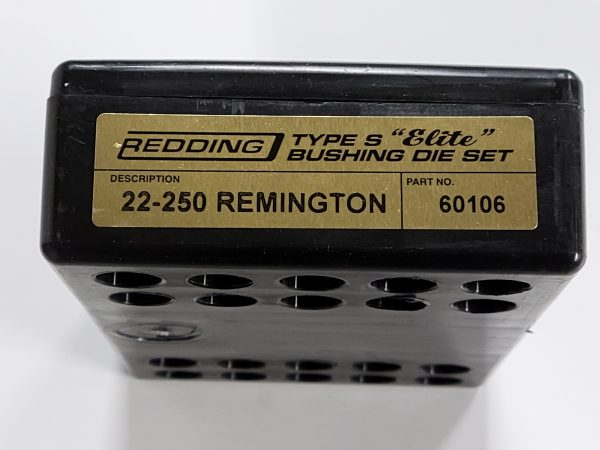 REDDING TYPE S "Elite"
BUSHING DIE SET
DESCRIPTION PART NO.
22-250 REMINGTON 60106